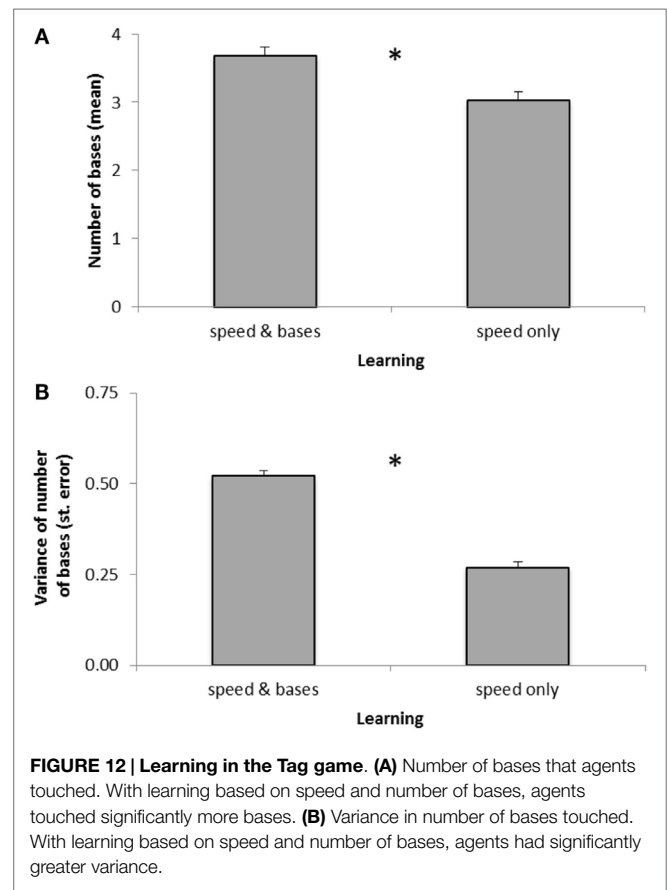 A
4
3
2
1
0
Number of bases (mean)
*
speed & bases
speed only
Learning
B
0.75
0.50
0.25
0.00
Variance of number
of bases (st. error)
*
speed & bases
speed only
Learning
FIGURE 12 | Learning in the Tag game. (A) Number of bases that agents
touched. With learning based on speed and number of bases, agents
touched significantly more bases. (B) Variance in number of bases touched.
With learning based on speed and number of bases, agents had significantly
greater variance.